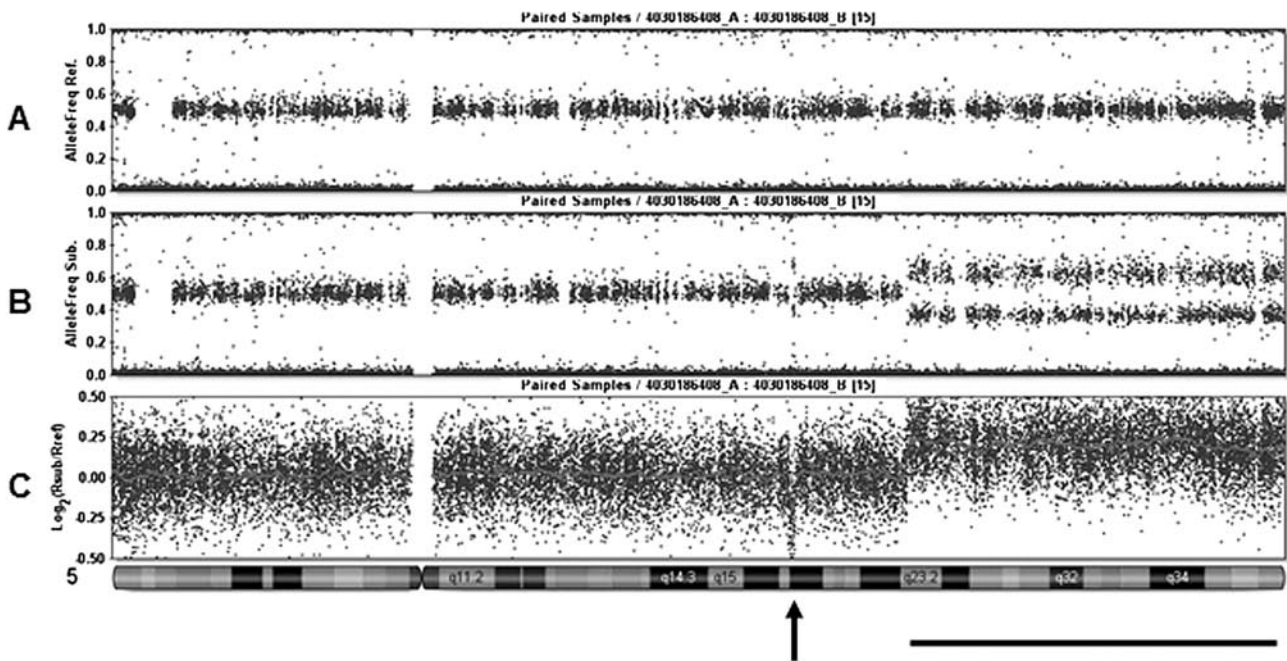 Paired Samples / 4030186408_A : 4030186408_B [15]
A
AlleleFreq Ref.
1.0
0.8
0.6
0.4
0.2
0.0
Paired Samples / 4030186408_A : 4030186408_B [15]
B
AlleleFreq Sub.
1.0
0.8
0.6
0.4
0.2
0.0
Paired Samples / 4030186408_A : 4030186408_B [15]
C
Log2(Rsub/Rref)
0.50
0.25
0.00
-0.25
-0.50
5
q11.2 q14.3 q15 q23.2 q32 q34